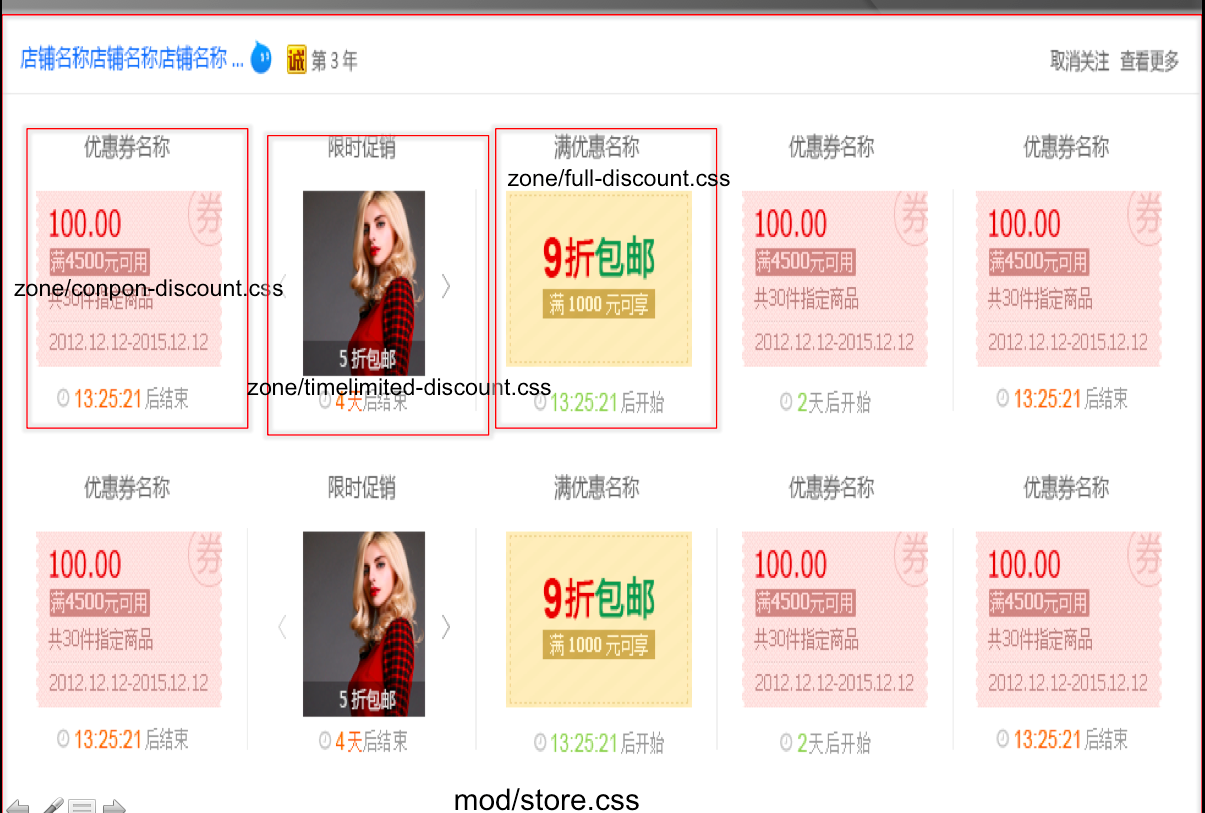 店铺名称店铺名称店铺名称 ... 诚 第 3 年 取消关注 查看更多
优惠券名称 限时促销 满优惠名称 优惠券名称 优惠券名称
zone/full-discount.css
100.00 券 9折包邮 100.00 券 100.00 券
满4500元可用 满4500元可用 满4500元可用
zone/conpon-discount.css
共30件指定商品 满 1000 元可享 共30件指定商品 共30件指定商品
2012.12.12-2015.12.12 5 折包邮 2012.12.12-2015.12.12 2012.12.12-2015.12.12
zone/timelimited-discount.css
13:25:21 后结束 4天后结束 13:25:21 后开始 2天后开始 13:25:21 后结束
优惠券名称 限时促销 满优惠名称 优惠券名称 优惠券名称
100.00 券 9折包邮 100.00 券 100.00 券
满4500元可用 满4500元可用 满4500元可用
共30件指定商品 满 1000 元可享 共30件指定商品 共30件指定商品
2012.12.12-2015.12.12 5 折包邮 2012.12.12-2015.12.12 2012.12.12-2015.12.12
13:25:21 后结束 4天后结束 13:25:21 后开始 2天后开始 13:25:21 后结束
mod/store.css